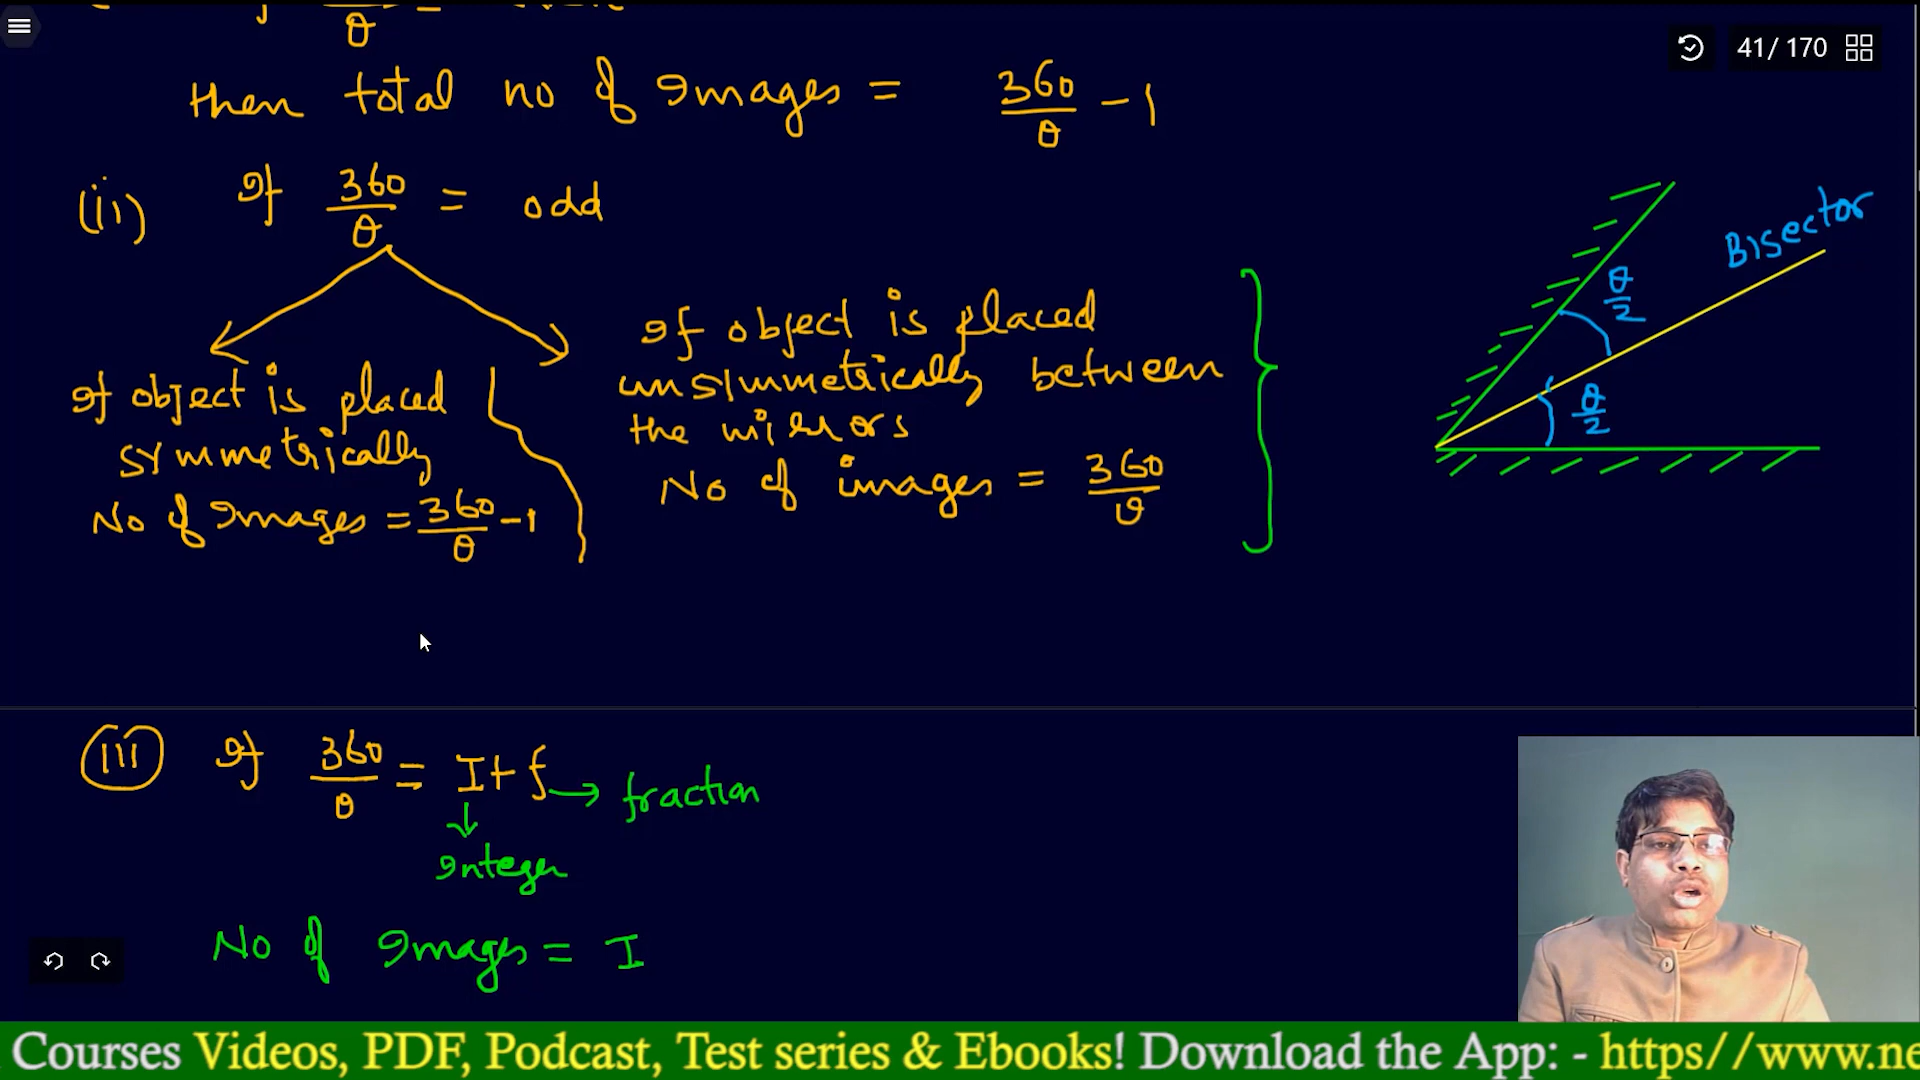 41/ 170
θ =
then total no of Images = 360/θ - 1
(ii) If 360/θ = odd
If object is placed symmetrically
No of Images = 360/θ - 1
If object is placed
unsymmetrically between
the mirrors
No of images = 360/θ
Bisector
θ/2
θ/2
(III) If 360/θ = I + f → fraction
Integer
No of Images = I
Courses Videos, PDF, Podcast, Test series & Ebooks! Download the App: - https//www.ne